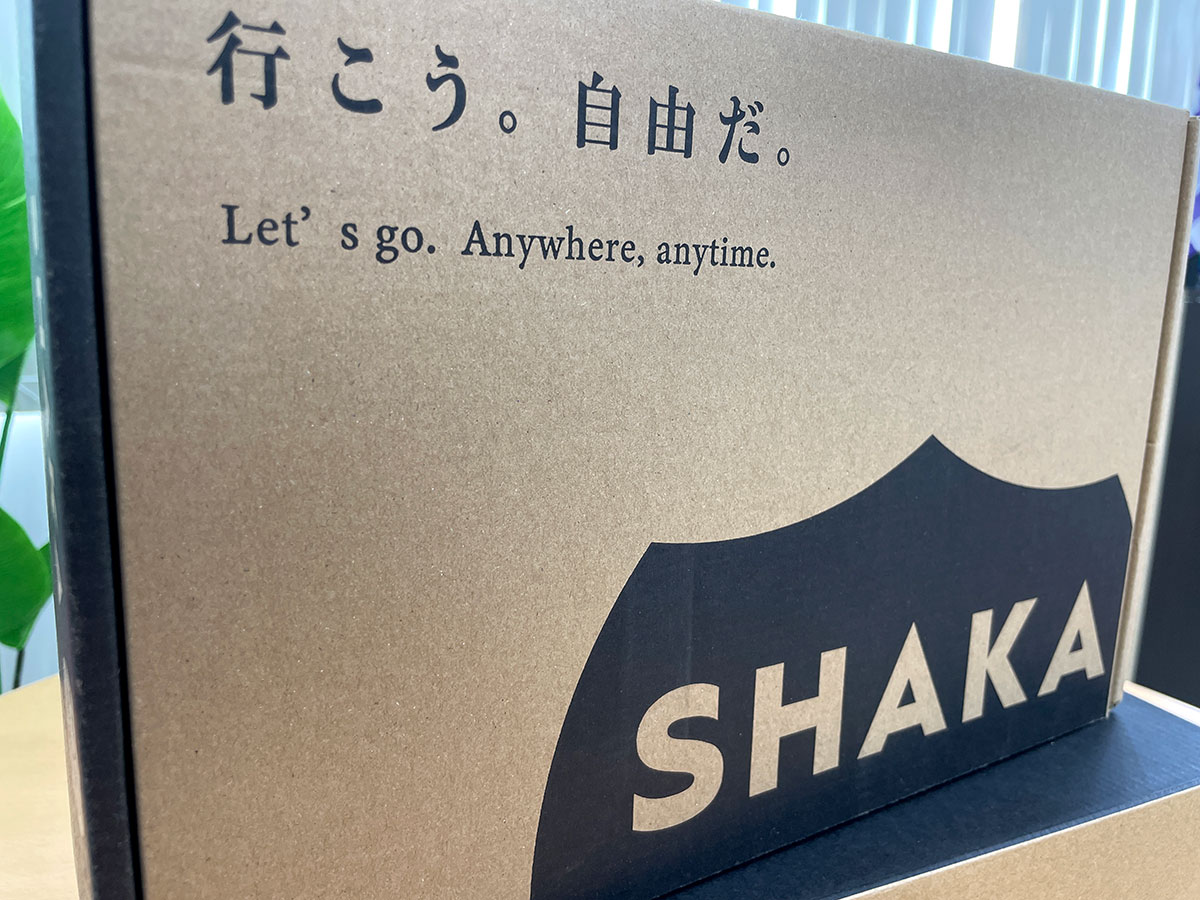 行こう。自由だ。
Let’s go. Anywhere, anytime.
SHAKA